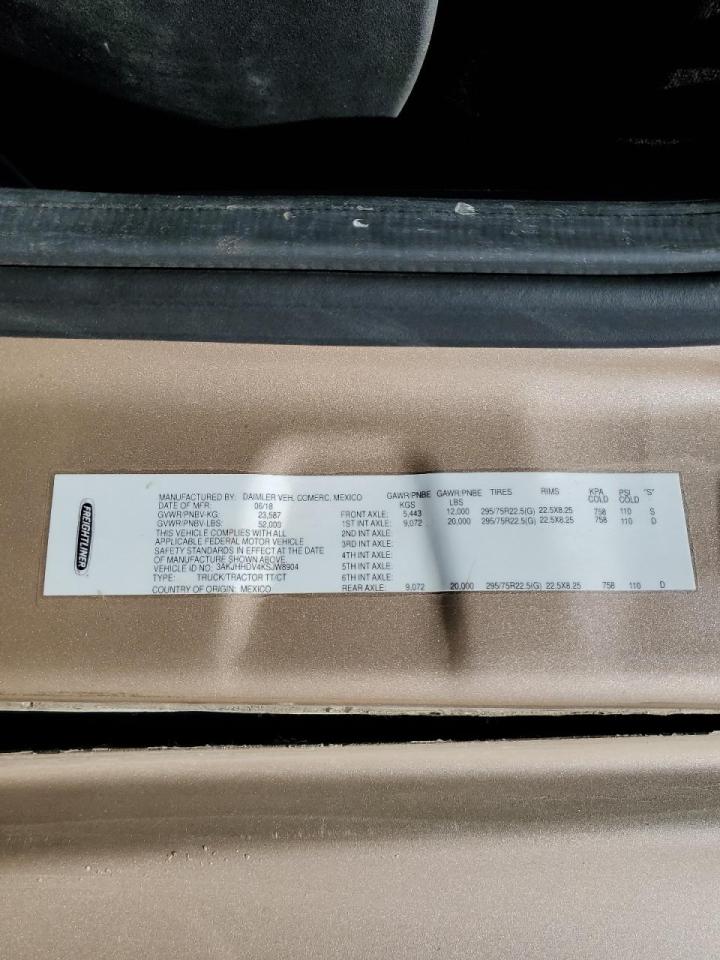 FREIGHTLINER
MANUFACTURED BY: DAIMLER VEH. COMERC, MEXICO
DATE OF MFR: 06/18
GVWR/PNBV-KG: 23,587
GVWR/PNBV-LBS: 52,000
THIS VEHICLE COMPLIES WITH ALL
APPLICABLE FEDERAL MOTOR VEHICLE
SAFETY STANDARDS IN EFFECT AT THE DATE
OF MANUFACTURE SHOWN ABOVE.
VEHICLE ID NO: 3AKJHHDV4KSJW8904
TYPE: TRUCK/TRACTOR TT/CT
COUNTRY OF ORIGIN: MEXICO
GAWR/PNBE KGS GAWR/PNBE LBS TIRES RIMS KPA COLD PSI COLD "S"
FRONT AXLE: 5,443 12,000 295/75R22.5(G) 22.5X8.25 758 110 S
1ST INT AXLE: 9,072 20,000 295/75R22.5(G) 22.5X8.25 758 110 D
2ND INT AXLE:
3RD INT AXLE:
4TH INT AXLE:
5TH INT AXLE:
6TH INT AXLE:
REAR AXLE: 9,072 20,000 295/75R22.5(G) 22.5X8.25 758 110 D